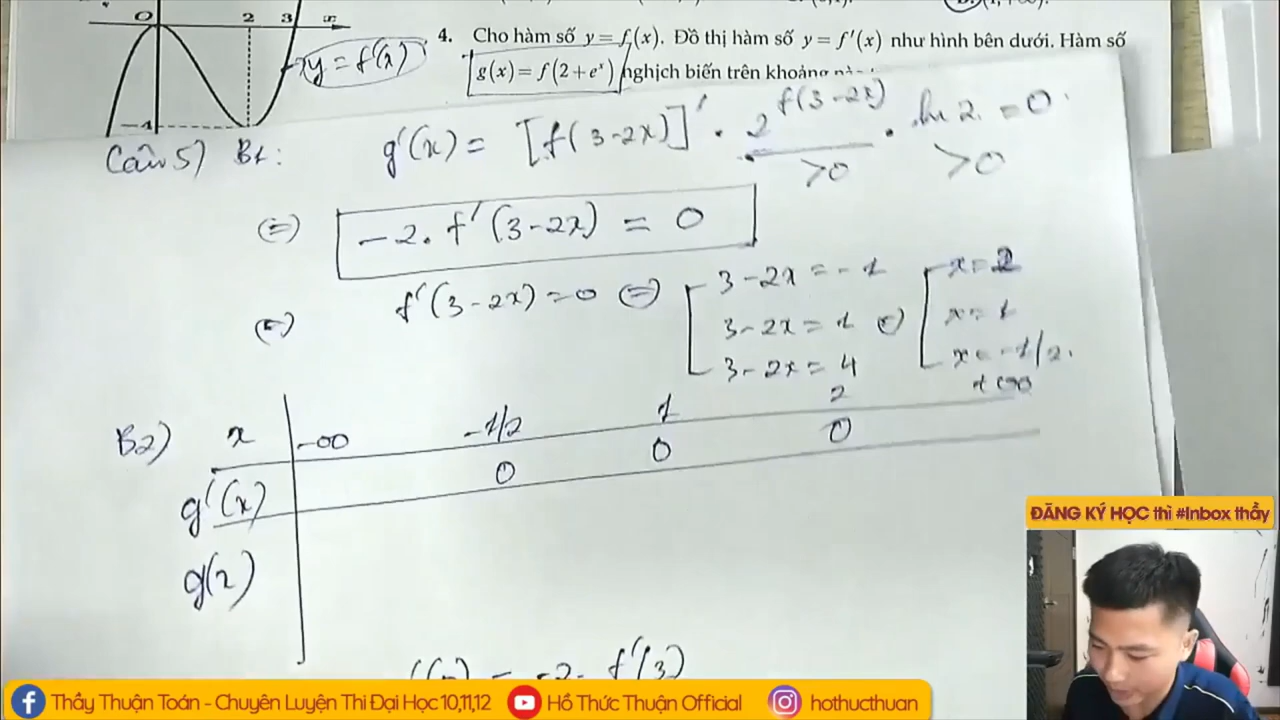 O 2 3 x
-4
y = f'(x)
4. Cho hàm số y = f(x). Đồ thị hàm số y = f'(x) như hình bên dưới. Hàm số
g(x) = f(2 + e^x) nghịch biến trên khoảng
Câu 5) B1: g'(x) = [f(3-2x)]' . 2^f(3-2x) . ln 2 = 0
>0 >0
(=) -2. f'(3-2x) = 0
(=) f'(3-2x) = 0 (=) [ 3-2x = -1 (=) [ x = 2
3-2x = 1 x = 1
3-2x = 4 x = -1/2.
B2) x -∞ -1/2 1 2 +∞
g'(x) 0 0 0
g(x)
-2. f'(3)
ĐĂNG KÝ HỌC thì #Inbox thầy
Thầy Thuận Toán - Chuyên Luyện Thi Đại Học 10,11,12
Hồ Thức Thuận Official
hothucthuan